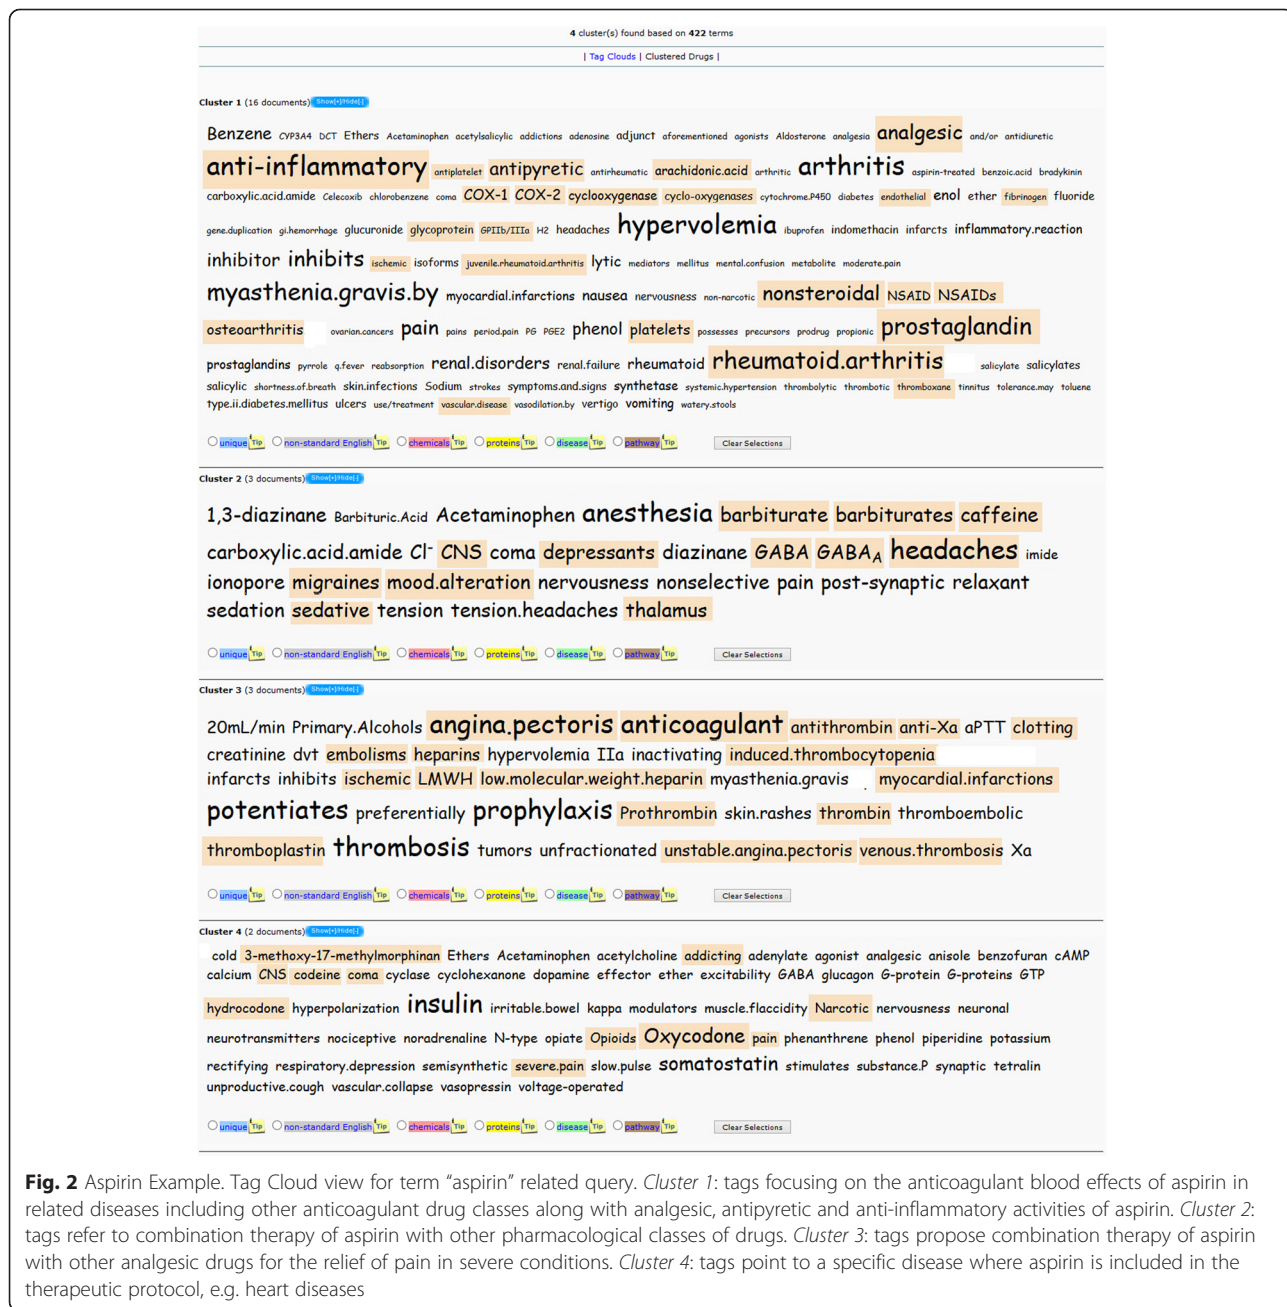 4 cluster(s) found based on 422 terms
| Tag Clouds | Clustered Drugs |
Cluster 1 (16 documents) Show[+]/Hide[-]
Benzene CYP3A4 DCT Ethers Acetaminophen acetylsalicylic addictions adenosine adjunct aforementioned agonists Aldosterone analgesia analgesic and/or antidiuretic
anti-inflammatory antiplatelet antipyretic antirheumatic arachidonic.acid arthritic arthritis aspirin-treated benzoic.acid bradykinin
carboxylic.acid.amide Celecoxib chlorobenzene coma COX-1 COX-2 cyclooxygenase cyclo-oxygenases cytochrome.P450 diabetes endothelial enol ether fibrinogen fluoride
gene.duplication gi.hemorrhage glucuronide glycoprotein GPIIb/IIIa H2 headaches hypervolemia ibuprofen indomethacin infarcts inflammatory.reaction
inhibitor inhibits ischemic isoforms juvenile.rheumatoid.arthritis lytic mediators mellitus mental.confusion metabolite moderate.pain
myasthenia.gravis.by myocardial.infarctions nausea nervousness non-narcotic nonsteroidal NSAID NSAIDs
osteoarthritis ovarian.cancers pain pains period.pain PG PGE2 phenol platelets possesses precursors prodrug propionic prostaglandin
prostaglandins pyrrole q.fever reabsorption renal.disorders renal.failure rheumatoid rheumatoid.arthritis salicylate salicylates
salicylic shortness.of.breath skin.infections Sodium strokes symptoms.and.signs synthetase systemic.hypertension thrombolytic thrombotic thromboxane tinnitus tolerance.may toluene
type.ii.diabetes.mellitus ulcers use/treatment vascular.disease vasodilation.by vertigo vomiting watery.stools
unique Tip non-standard English Tip chemicals Tip proteins Tip disease Tip pathway Tip Clear Selections
Cluster 2 (3 documents) Show[+]/Hide[-]
1,3-diazinane Barbituric.Acid Acetaminophen anesthesia barbiturate barbiturates caffeine
carboxylic.acid.amide Cl⁻ CNS coma depressants diazinane GABA GABA_A headaches imide
ionopore migraines mood.alteration nervousness nonselective pain post-synaptic relaxant
sedation sedative tension tension.headaches thalamus
unique Tip non-standard English Tip chemicals Tip proteins Tip disease Tip pathway Tip Clear Selections
Cluster 3 (3 documents) Show[+]/Hide[-]
20mL/min Primary.Alcohols angina.pectoris anticoagulant antithrombin anti-Xa aPTT clotting
creatinine dvt embolisms heparins hypervolemia IIa inactivating induced.thrombocytopenia
infarcts inhibits ischemic LMWH low.molecular.weight.heparin myasthenia.gravis . myocardial.infarctions
potentiates preferentially prophylaxis Prothrombin skin.rashes thrombin thromboembolic
thromboplastin thrombosis tumors unfractionated unstable.angina.pectoris venous.thrombosis Xa
unique Tip non-standard English Tip chemicals Tip proteins Tip disease Tip pathway Tip Clear Selections
Cluster 4 (2 documents) Show[+]/Hide[-]
cold 3-methoxy-17-methylmorphinan Ethers Acetaminophen acetylcholine addicting adenylate agonist analgesic anisole benzofuran cAMP
calcium CNS codeine coma cyclase cyclohexanone dopamine effector ether excitability GABA glucagon G-protein G-proteins GTP
hydrocodone hyperpolarization insulin irritable.bowel kappa modulators muscle.flaccidity Narcotic nervousness neuronal
neurotransmitters nociceptive noradrenaline N-type opiate Opioids Oxycodone pain phenanthrene phenol piperidine potassium
rectifying respiratory.depression semisynthetic severe.pain slow.pulse somatostatin stimulates substance.P synaptic tetralin
unproductive.cough vascular.collapse vasopressin voltage-operated
unique Tip non-standard English Tip chemicals Tip proteins Tip disease Tip pathway Tip Clear Selections
Fig. 2 Aspirin Example. Tag Cloud view for term “aspirin” related query. Cluster 1: tags focusing on the anticoagulant blood effects of aspirin in
related diseases including other anticoagulant drug classes along with analgesic, antipyretic and anti-inflammatory activities of aspirin. Cluster 2:
tags refer to combination therapy of aspirin with other pharmacological classes of drugs. Cluster 3: tags propose combination therapy of aspirin
with other analgesic drugs for the relief of pain in severe conditions. Cluster 4: tags point to a specific disease where aspirin is included in the
therapeutic protocol, e.g. heart diseases